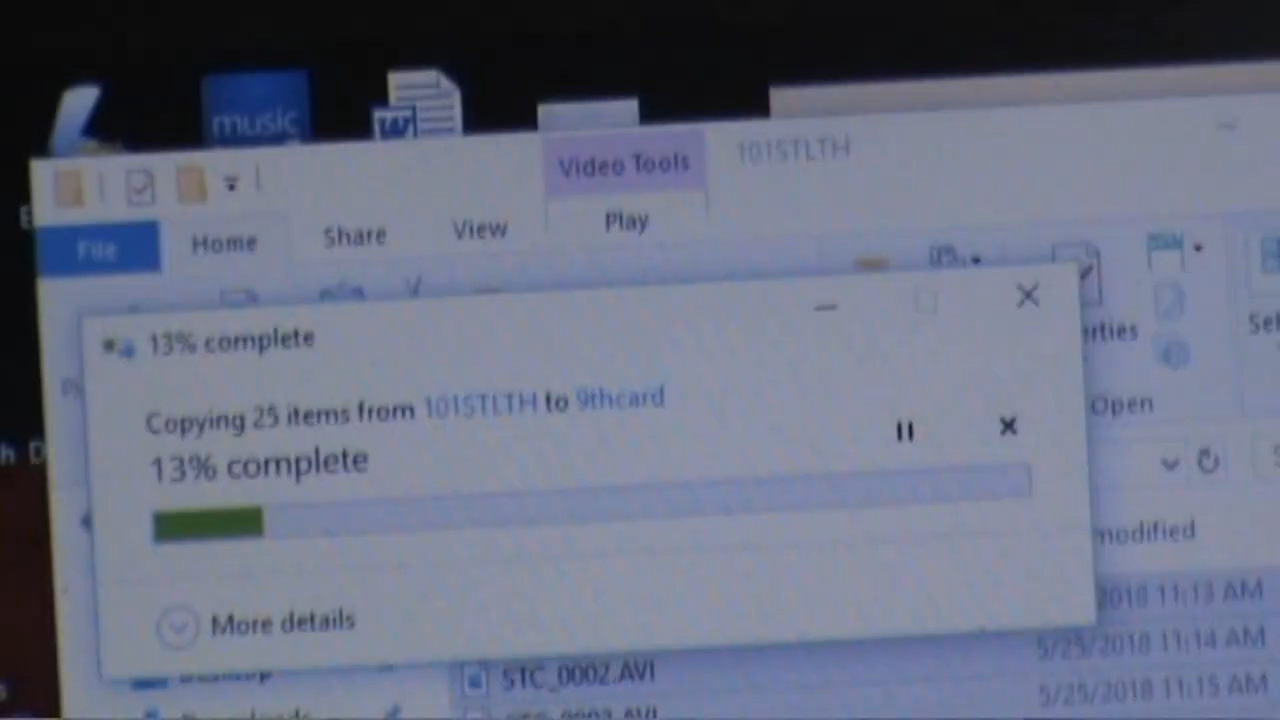 music
Video Tools
101STLTH
File
Home
Share
View
Play
13% complete
Copying 25 items from 101STLTH to 9thcard
13% complete
Open
modified
More details
2018 11:13 AM
5/25/2018 11:14 AM
STC_0002.AVI
5/25/2018 11:15 AM